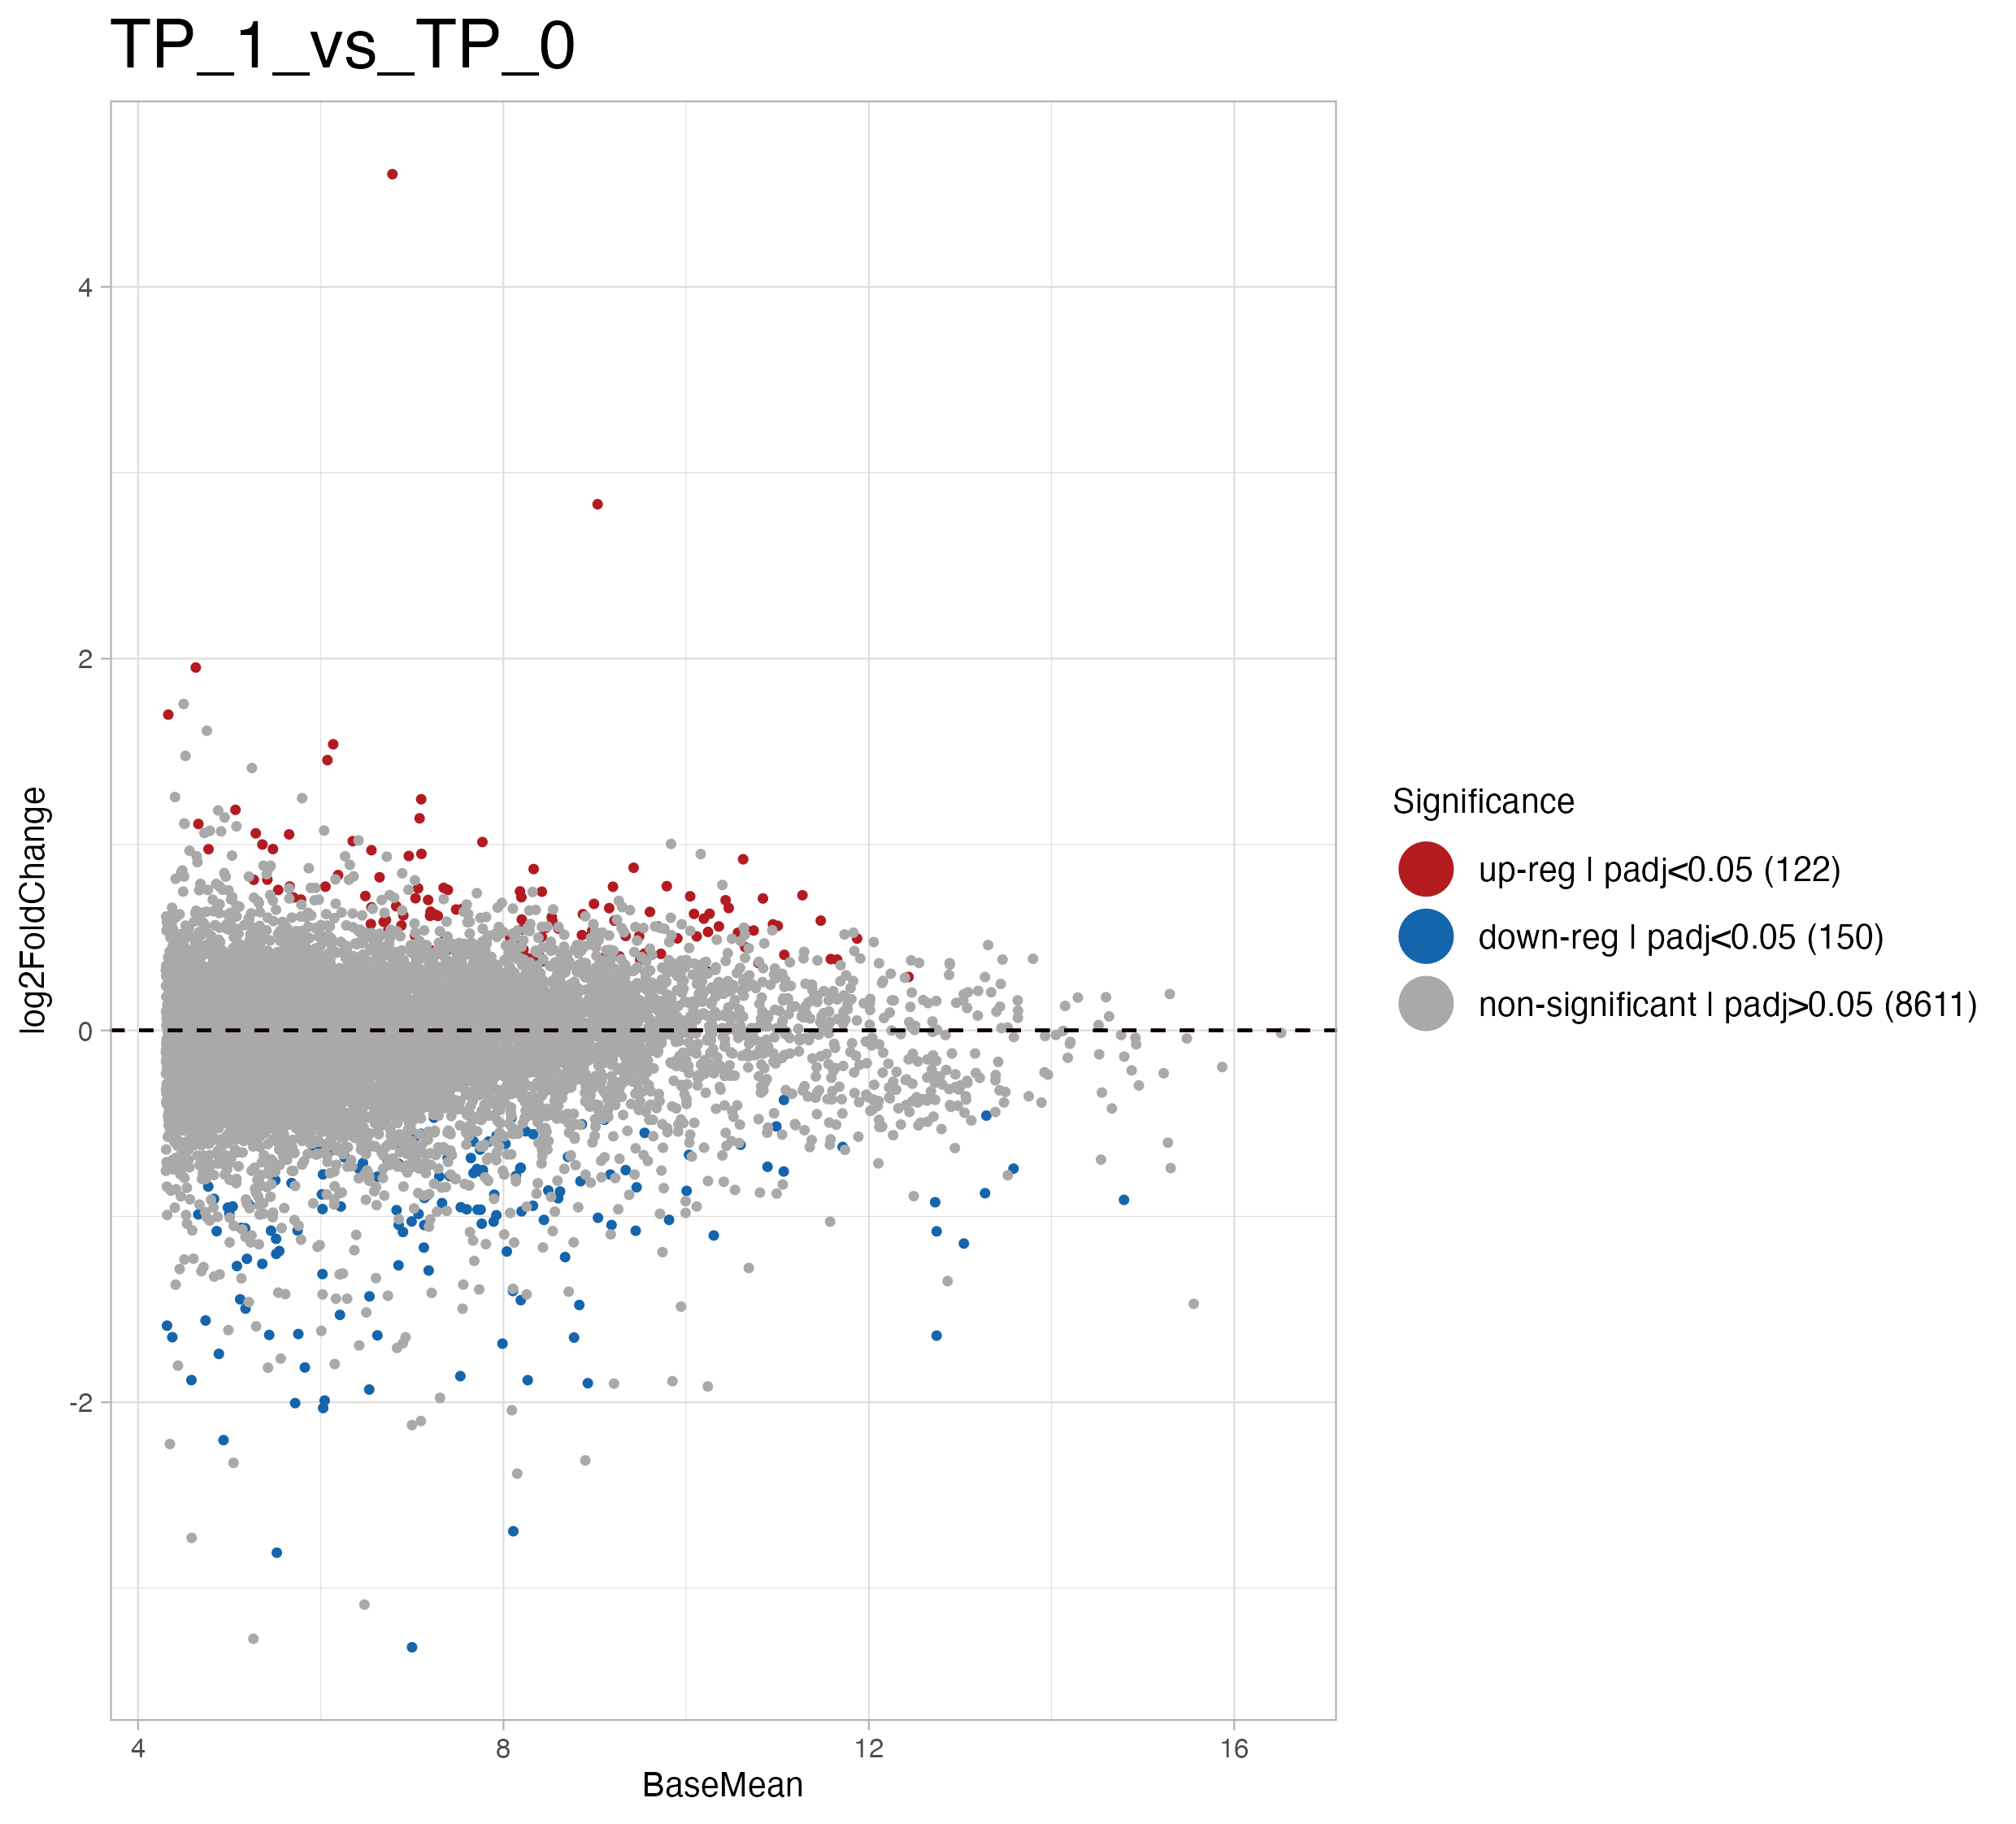 TP_1_vs_TP_0
4
2
0
-2
log2FoldChange
4
8
12
16
BaseMean
Significance
up-reg | padj<0.05 (122)
down-reg | padj<0.05 (150)
non-significant | padj>0.05 (8611)